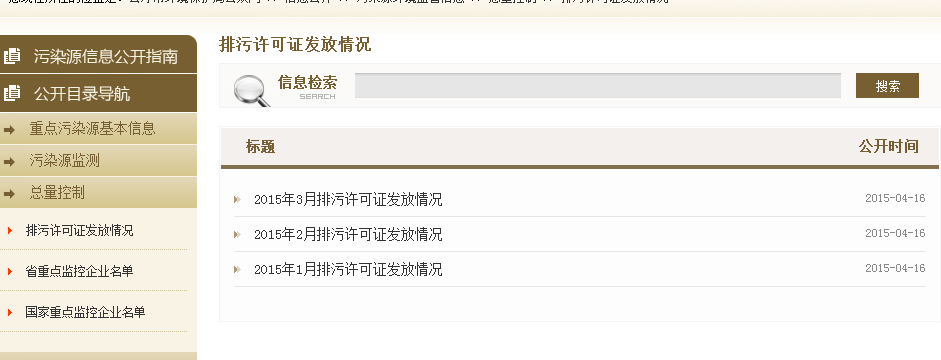 污染源信息公开指南
公开目录导航
重点污染源基本信息
污染源监测
总量控制
排污许可证发放情况
省重点监控企业名单
国家重点监控企业名单
排污许可证发放情况
信息检索
SEARCH
搜索
标题 公开时间
2015年3月排污许可证发放情况 2015-04-16
2015年2月排污许可证发放情况 2015-04-16
2015年1月排污许可证发放情况 2015-04-16